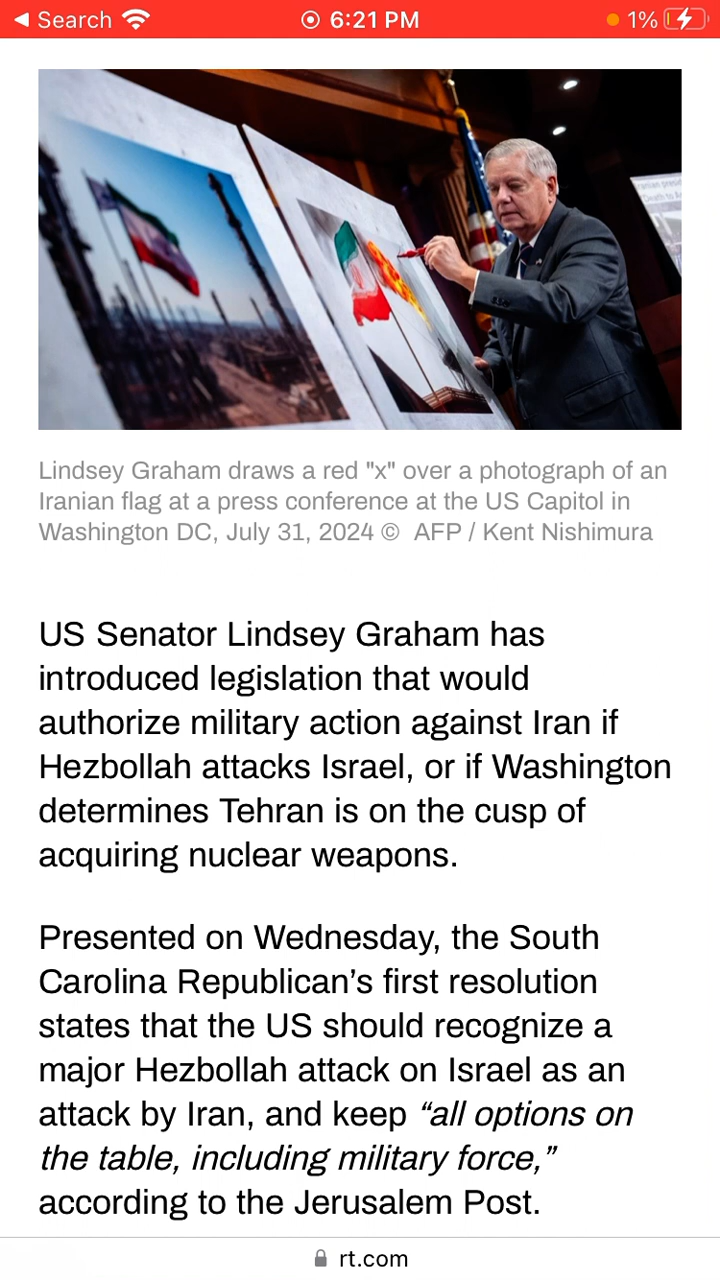 Search 6:21 PM 1%
Lindsey Graham draws a red "x" over a photograph of an
Iranian flag at a press conference at the US Capitol in
Washington DC, July 31, 2024 © AFP / Kent Nishimura
US Senator Lindsey Graham has
introduced legislation that would
authorize military action against Iran if
Hezbollah attacks Israel, or if Washington
determines Tehran is on the cusp of
acquiring nuclear weapons.
Presented on Wednesday, the South
Carolina Republican’s first resolution
states that the US should recognize a
major Hezbollah attack on Israel as an
attack by Iran, and keep “all options on
the table, including military force,”
according to the Jerusalem Post.
rt.com